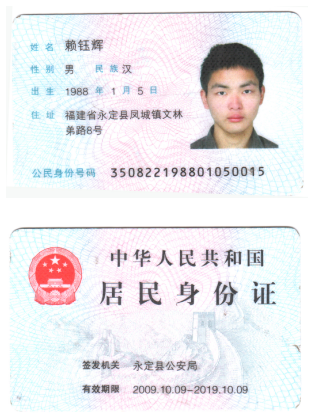 姓名 赖钰辉
性别 男 民族 汉
出生 1988 年 1 月 5 日
住址 福建省永定县凤城镇文林
弟路8号
公民身份号码 350822198801050015
中华人民共和国
居民身份证
签发机关 永定县公安局
有效期限 2009.10.09-2019.10.09